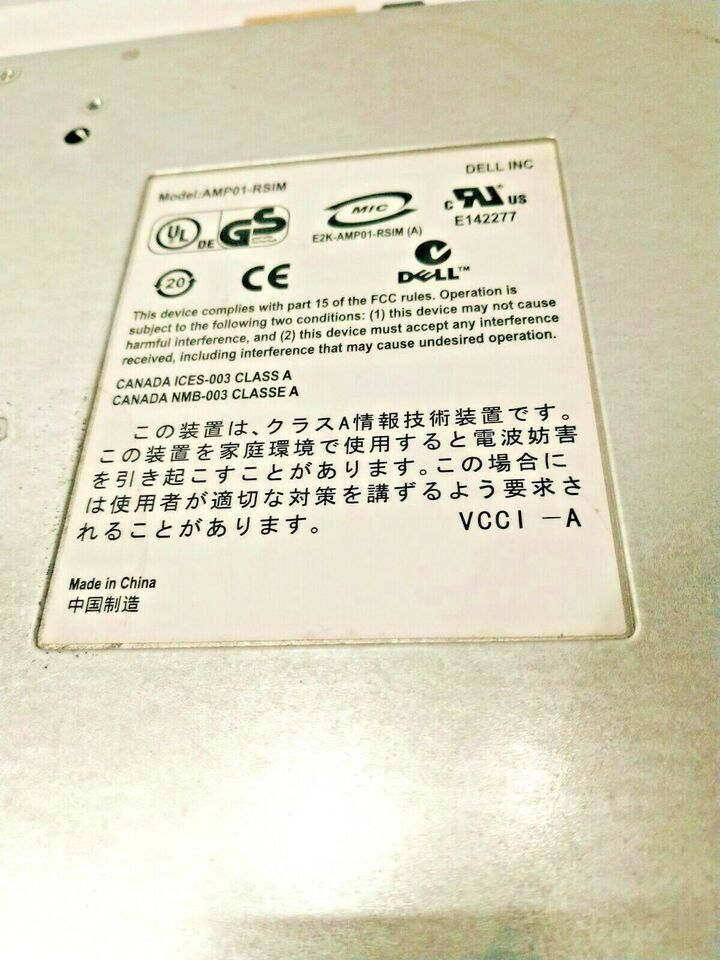 Model:AMP01-RSIM
DELL INC
UL DE GS
MIC
E2K-AMP01-RSIM (A)
c RU US
E142277
20
CE
DELL™
This device complies with part 15 of the FCC rules. Operation is
subject to the following two conditions: (1) this device may not cause
harmful interference, and (2) this device must accept any interference
received, including interference that may cause undesired operation.
CANADA ICES-003 CLASS A
CANADA NMB-003 CLASSE A
この装置は、クラスA情報技術装置です。
この装置を家庭環境で使用すると電波妨害
を引き起こすことがあります。この場合に
は使用者が適切な対策を講ずるよう要求さ
れることがあります。 VCCI －A
Made in China
中国制造